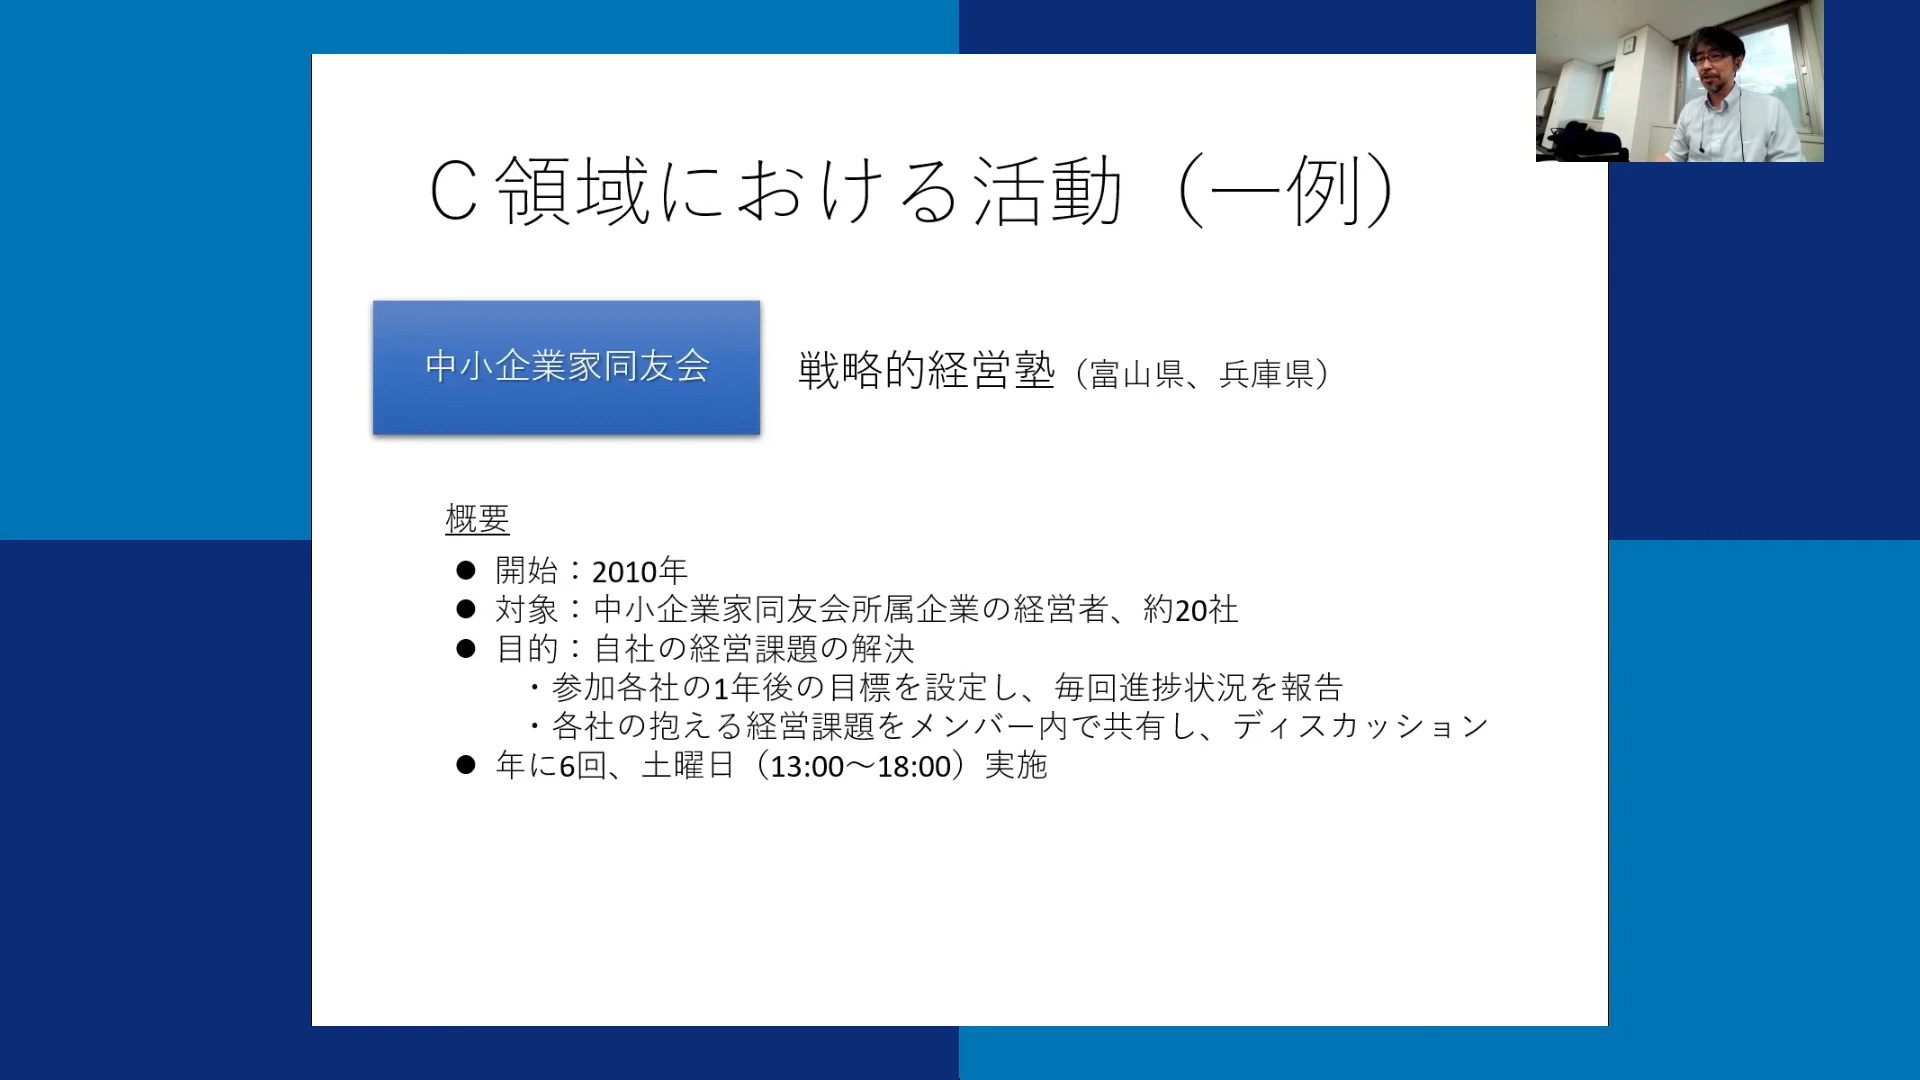 Ｃ領域における活動（一例）
中小企業家同友会
戦略的経営塾（富山県、兵庫県）
概要
● 開始：2010年
● 対象：中小企業家同友会所属企業の経営者、約20社
● 目的：自社の経営課題の解決
・参加各社の1年後の目標を設定し、毎回進捗状況を報告
・各社の抱える経営課題をメンバー内で共有し、ディスカッション
● 年に6回、土曜日（13:00～18:00）実施